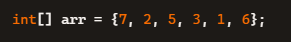 int[] arr = {7, 2, 5, 3, 1, 6};